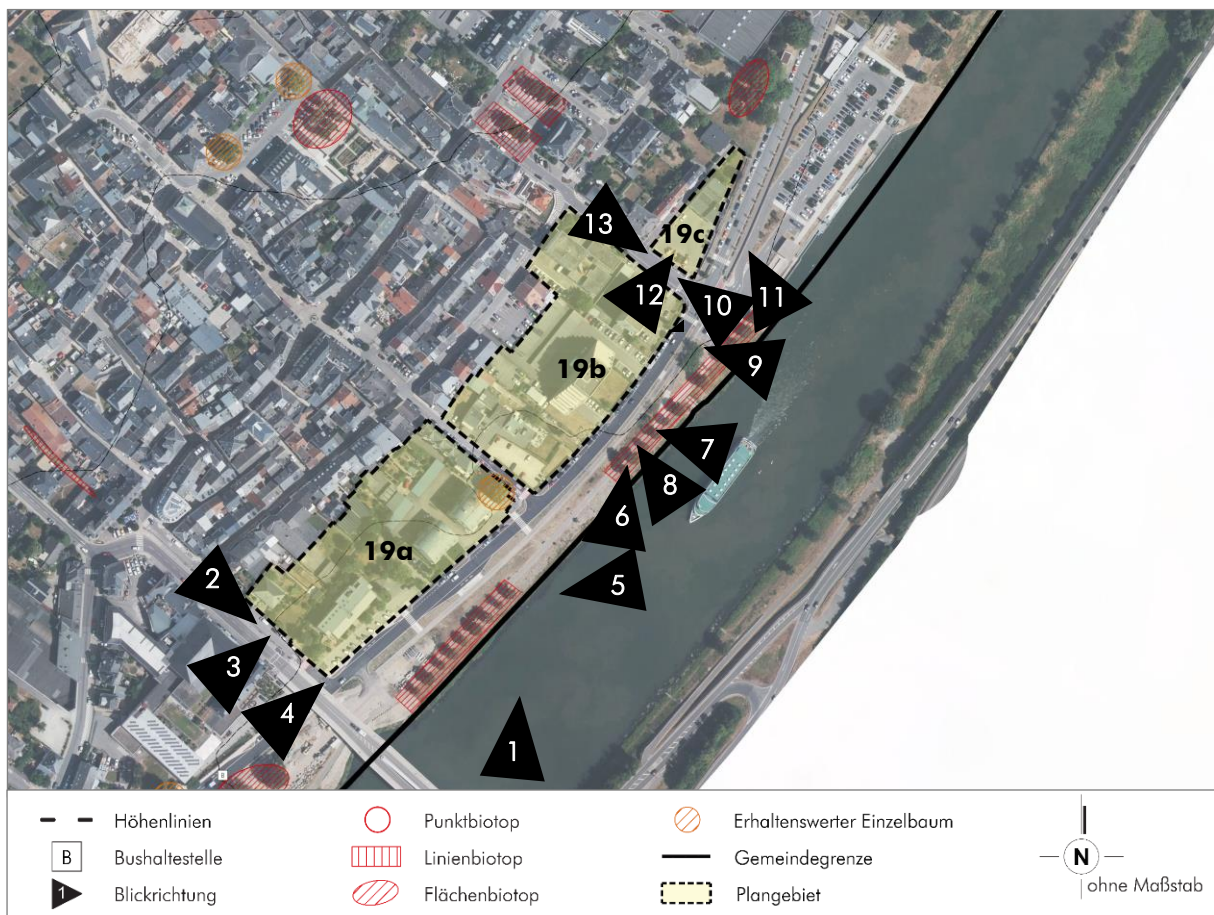 13
19c
12
10
11
19b
9
7
8
6
19a
5
2
3
4
1
B
Höhenlinien
Punktbiotop
Erhaltenswerter Einzelbaum
B
Bushaltestelle
Linienbiotop
Gemeindegrenze
1
Blickrichtung
Flächenbiotop
Plangebiet
N
ohne Maßstab